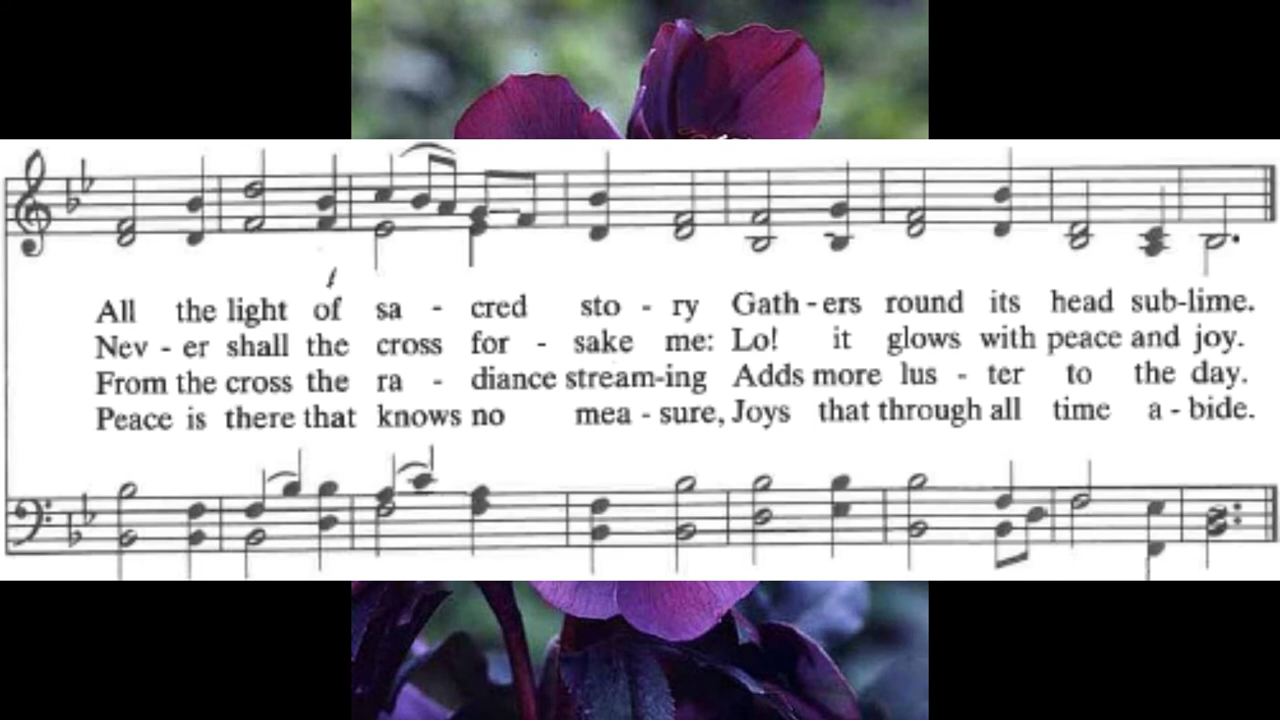 All the light of sa - cred sto - ry Gath - ers round its head sub-lime.
Nev - er shall the cross for - sake me: Lo! it glows with peace and joy.
From the cross the ra - diance stream-ing Adds more lus - ter to the day.
Peace is there that knows no mea - sure, Joys that through all time a - bide.